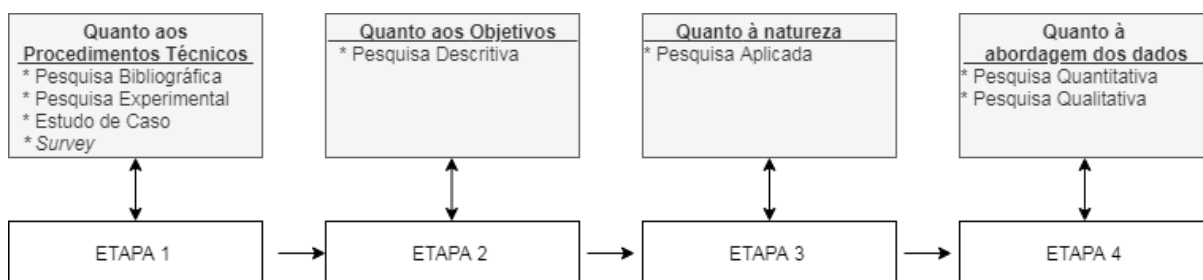 Quanto aos
Procedimentos Técnicos
* Pesquisa Bibliográfica
* Pesquisa Experimental
* Estudo de Caso
* Survey
Quanto aos Objetivos
* Pesquisa Descritiva
Quanto à natureza
* Pesquisa Aplicada
Quanto à
abordagem dos dados
* Pesquisa Quantitativa
* Pesquisa Qualitativa
ETAPA 1
ETAPA 2
ETAPA 3
ETAPA 4